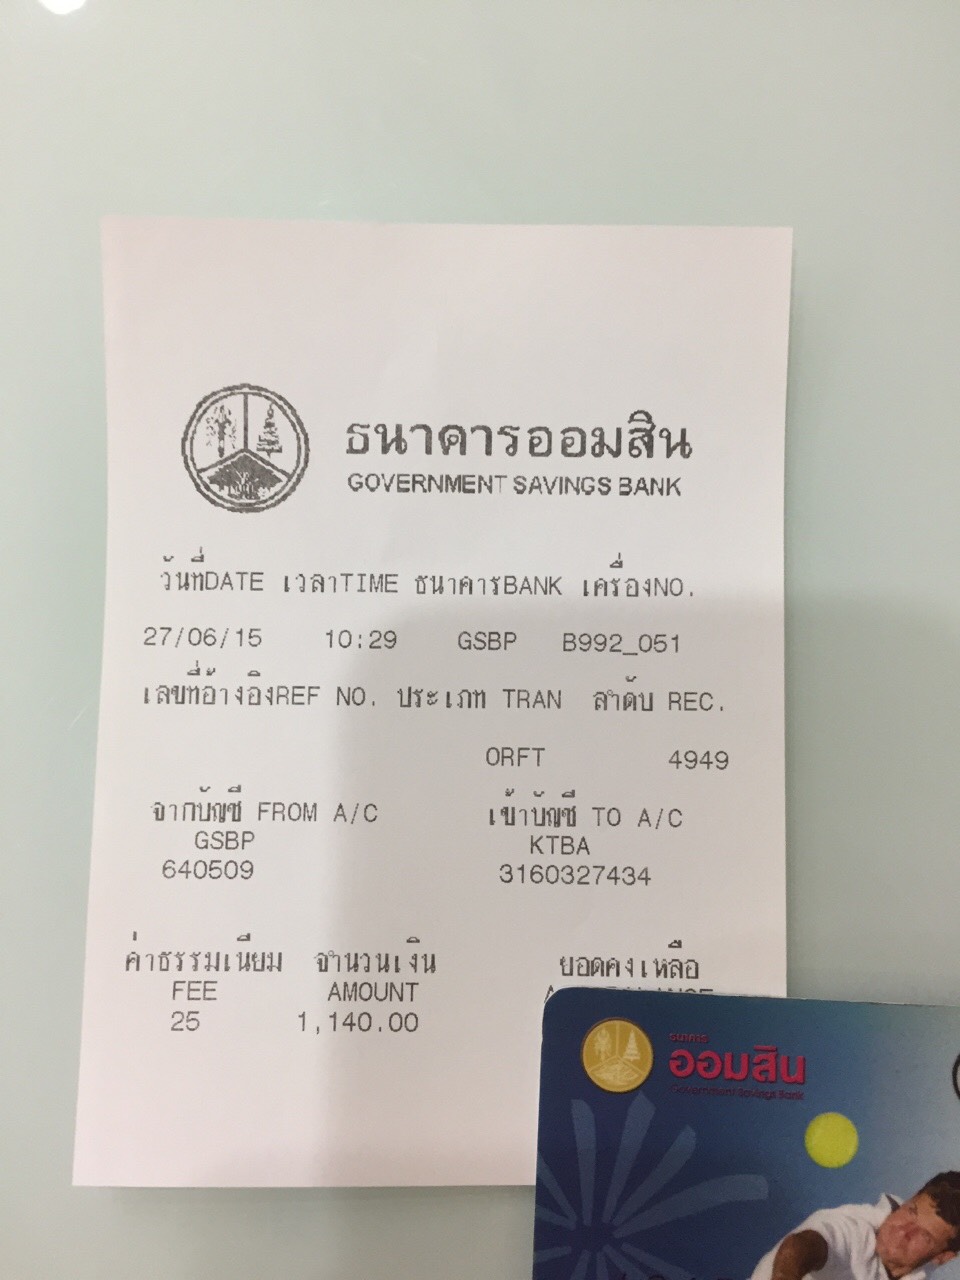 ธนาคารออมสิน
GOVERNMENT SAVINGS BANK
วันที่DATE เวลาTIME ธนาคารBANK เครื่องNO.
27/06/15 10:29 GSBP B992_051
เลขที่อ้างอิงREF NO. ประเภท TRAN ลำดับ REC.
ORFT 4949
จากบัญชี FROM A/C เข้าบัญชี TO A/C
GSBP KTBA
640509 3160327434
ค่าธรรมเนียม จำนวนเงิน ยอดคงเหลือ
FEE AMOUNT
25 1,140.00
ธนาคาร
ออมสิน
Government Savings Bank